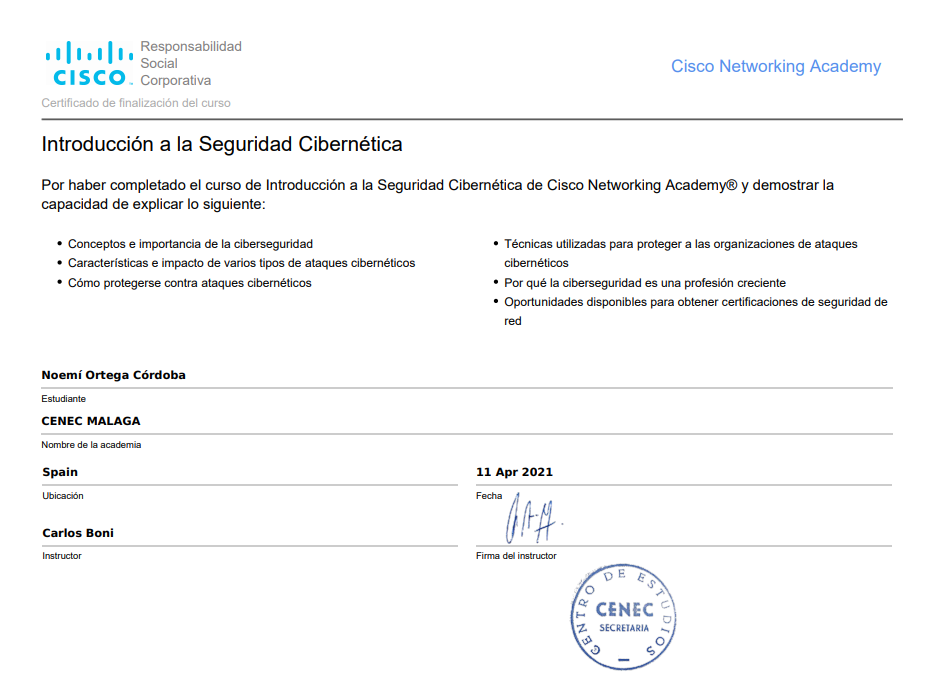 CISCO
Responsabilidad
Social
Corporativa
Cisco Networking Academy
Certificado de finalización del curso
Introducción a la Seguridad Cibernética
Por haber completado el curso de Introducción a la Seguridad Cibernética de Cisco Networking Academy® y demostrar la
capacidad de explicar lo siguiente:
• Conceptos e importancia de la ciberseguridad
• Características e impacto de varios tipos de ataques cibernéticos
• Cómo protegerse contra ataques cibernéticos
• Técnicas utilizadas para proteger a las organizaciones de ataques
cibernéticos
• Por qué la ciberseguridad es una profesión creciente
• Oportunidades disponibles para obtener certificaciones de seguridad de
red
Noemí Ortega Córdoba
Estudiante
CENEC MALAGA
Nombre de la academia
Spain
Ubicación
11 Apr 2021
Fecha
Carlos Boni
Instructor
Firma del instructor
CENTRO DE ESTUDIOS
CENEC
SECRETARIA